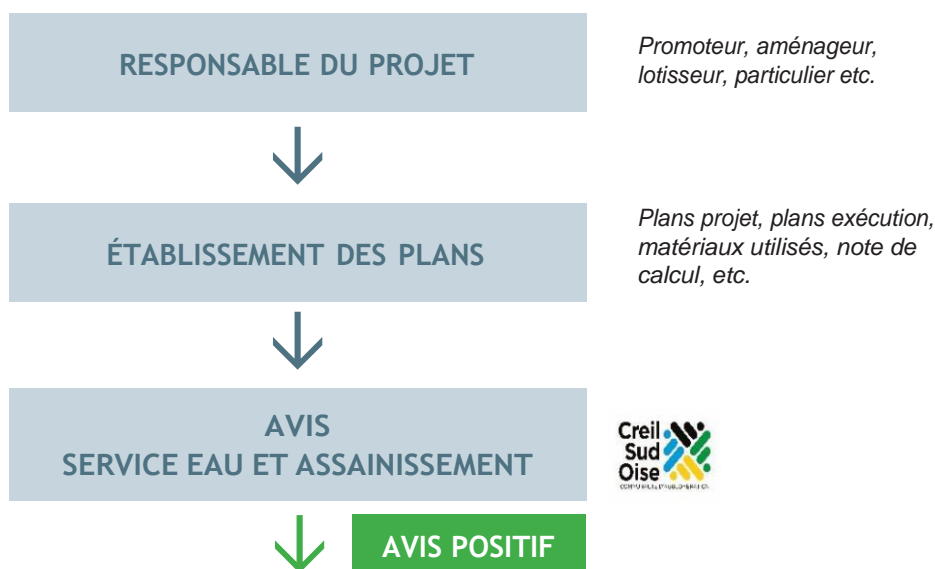 RESPONSABLE DU PROJET
Promoteur, aménageur,
lotisseur, particulier etc.
ÉTABLISSEMENT DES PLANS
Plans projet, plans exécution,
matériaux utilisés, note de
calcul, etc.
AVIS
SERVICE EAU ET ASSAINISSEMENT
Creil
Sud
Oise
AVIS POSITIF